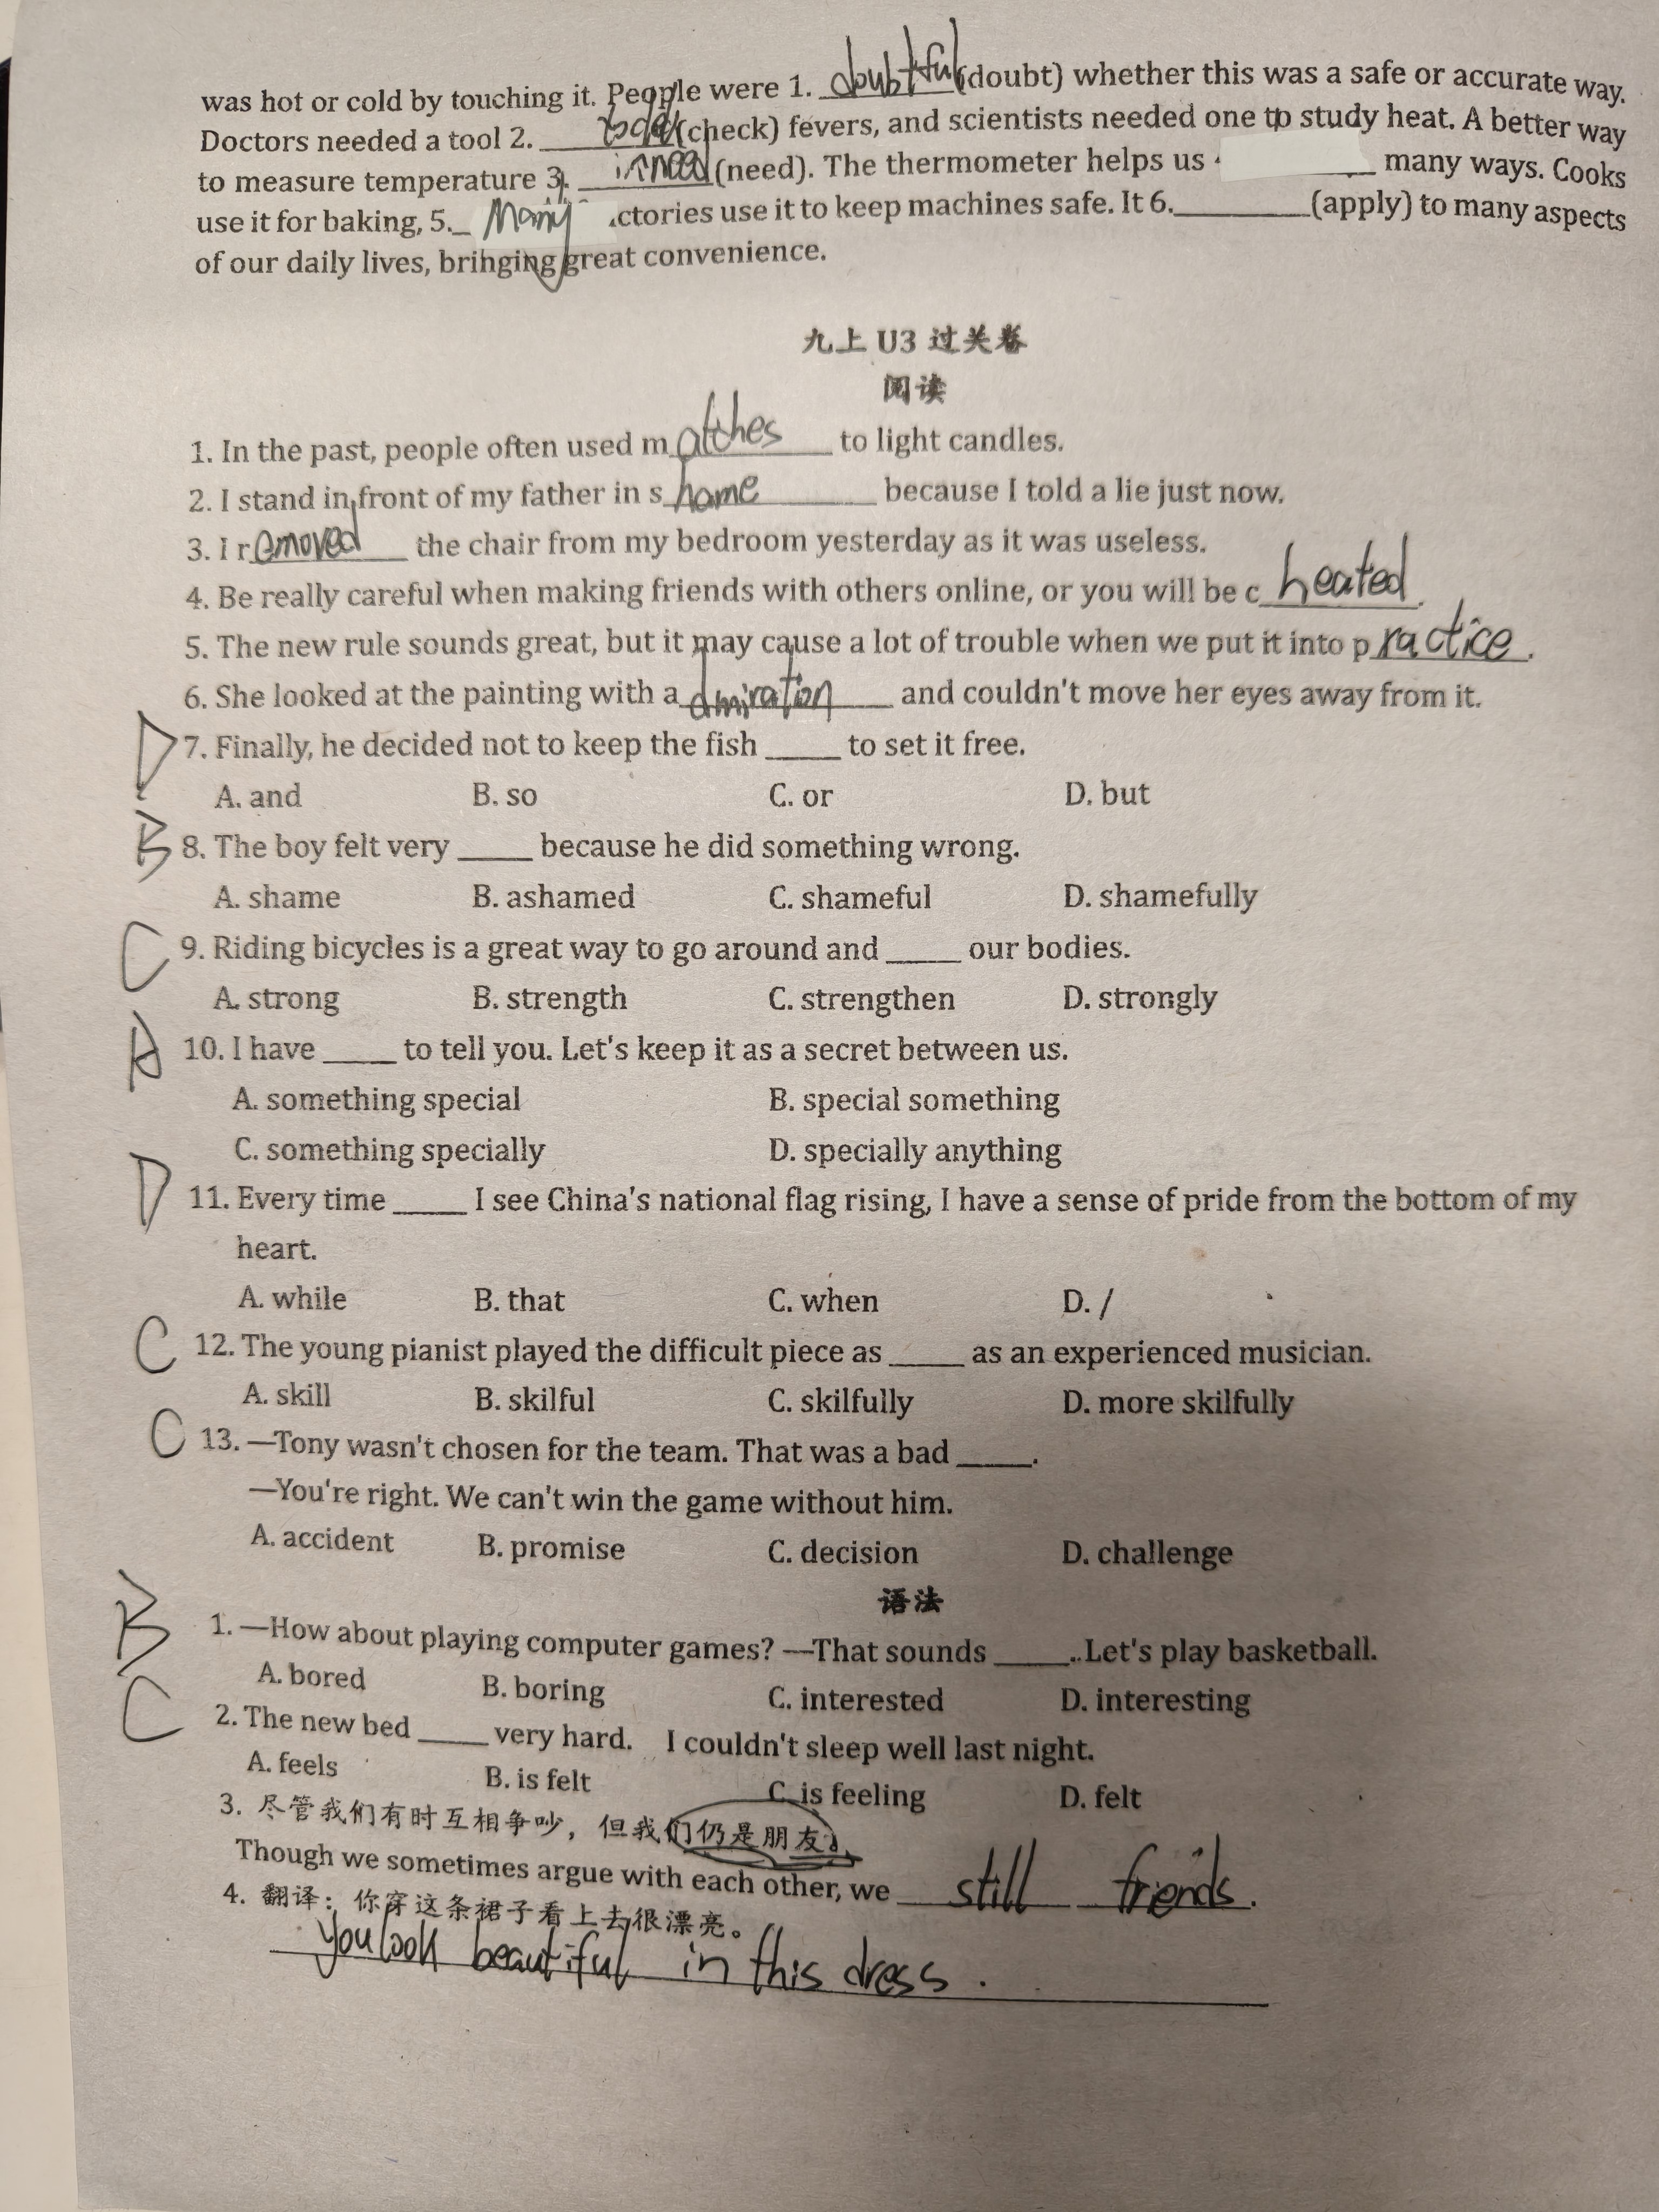 was hot or cold by touching it. People were 1. doubtful (doubt) whether this was a safe or accurate way.
Doctors needed a tool 2. (check) fevers, and scientists needed one to study heat. A better way
to measure temperature 3. (need). The thermometer helps us many ways. Cooks
use it for baking, 5. Many ctories use it to keep machines safe. It 6.________(apply) to many aspects
of our daily lives, bringing great convenience.
九上 U3 过关卷
阅读
1. In the past, people often used matches to light candles.
2. I stand in front of my father in shame because I told a lie just now.
3. I removed the chair from my bedroom yesterday as it was useless.
4. Be really careful when making friends with others online, or you will be cheated.
5. The new rule sounds great, but it may cause a lot of trouble when we put it into practice.
6. She looked at the painting with admiration and couldn't move her eyes away from it.
D 7. Finally, he decided not to keep the fish ____ to set it free.
A. and B. so C. or D. but
B 8. The boy felt very ____ because he did something wrong.
A. shame B. ashamed C. shameful D. shamefully
C 9. Riding bicycles is a great way to go around and ____ our bodies.
A. strong B. strength C. strengthen D. strongly
A 10. I have ____ to tell you. Let's keep it as a secret between us.
A. something special B. special something
C. something specially D. specially anything
D 11. Every time ____ I see China's national flag rising, I have a sense of pride from the bottom of my
heart.
A. while B. that C. when D. /
C 12. The young pianist played the difficult piece as ____ as an experienced musician.
A. skill B. skilful C. skilfully D. more skilfully
C 13. —Tony wasn't chosen for the team. That was a bad ____.
—You're right. We can't win the game without him.
A. accident B. promise C. decision D. challenge
语法
B 1. —How about playing computer games? —That sounds ____. Let's play basketball.
A. bored B. boring C. interested D. interesting
C 2. The new bed ____ very hard. I couldn't sleep well last night.
A. feels B. is felt C. is feeling D. felt
3. 尽管我们有时互相争吵，但我们仍是朋友。
Though we sometimes argue with each other, we still friends.
4. 翻译：你穿这条裙子看上去很漂亮。
you look beautiful in this dress.